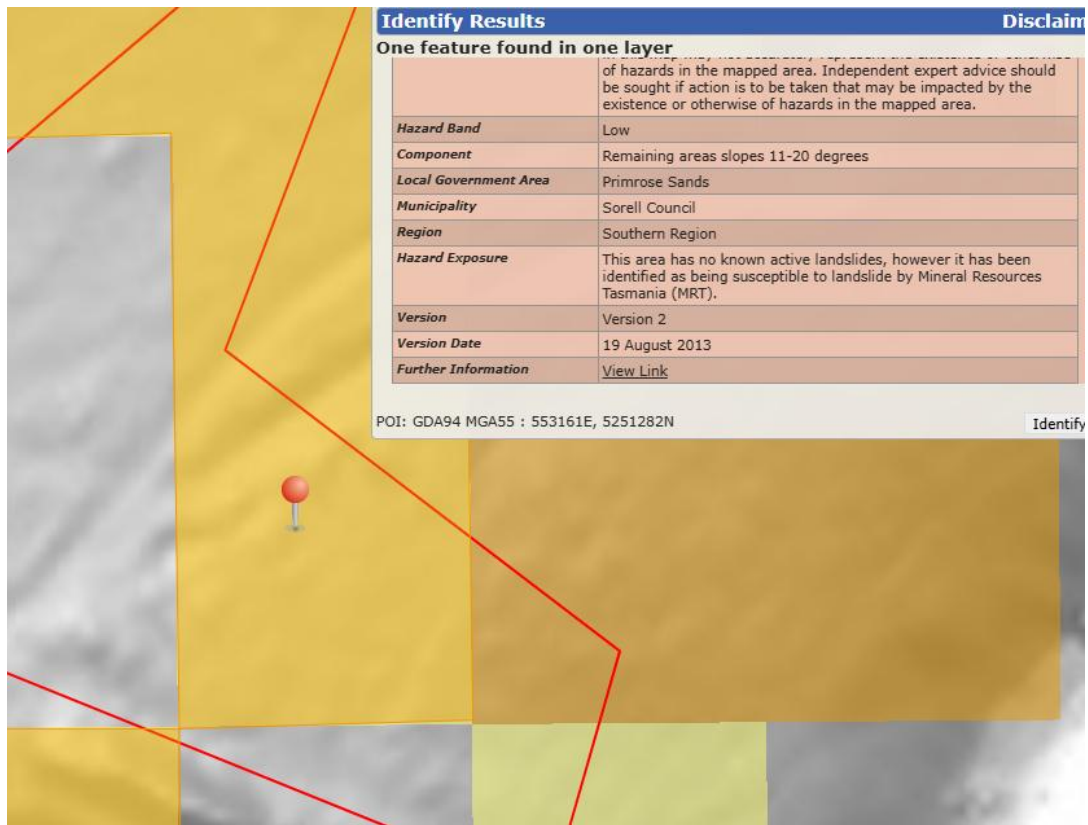 Identify Results Disclaim
One feature found in one layer
of hazards in the mapped area. Independent expert advice should
be sought if action is to be taken that may be impacted by the
existence or otherwise of hazards in the mapped area.
Hazard Band Low
Component Remaining areas slopes 11-20 degrees
Local Government Area Primrose Sands
Municipality Sorell Council
Region Southern Region
Hazard Exposure This area has no known active landslides, however it has been
identified as being susceptible to landslide by Mineral Resources
Tasmania (MRT).
Version Version 2
Version Date 19 August 2013
Further Information View Link
POI: GDA94 MGA55 : 553161E, 5251282N Identify